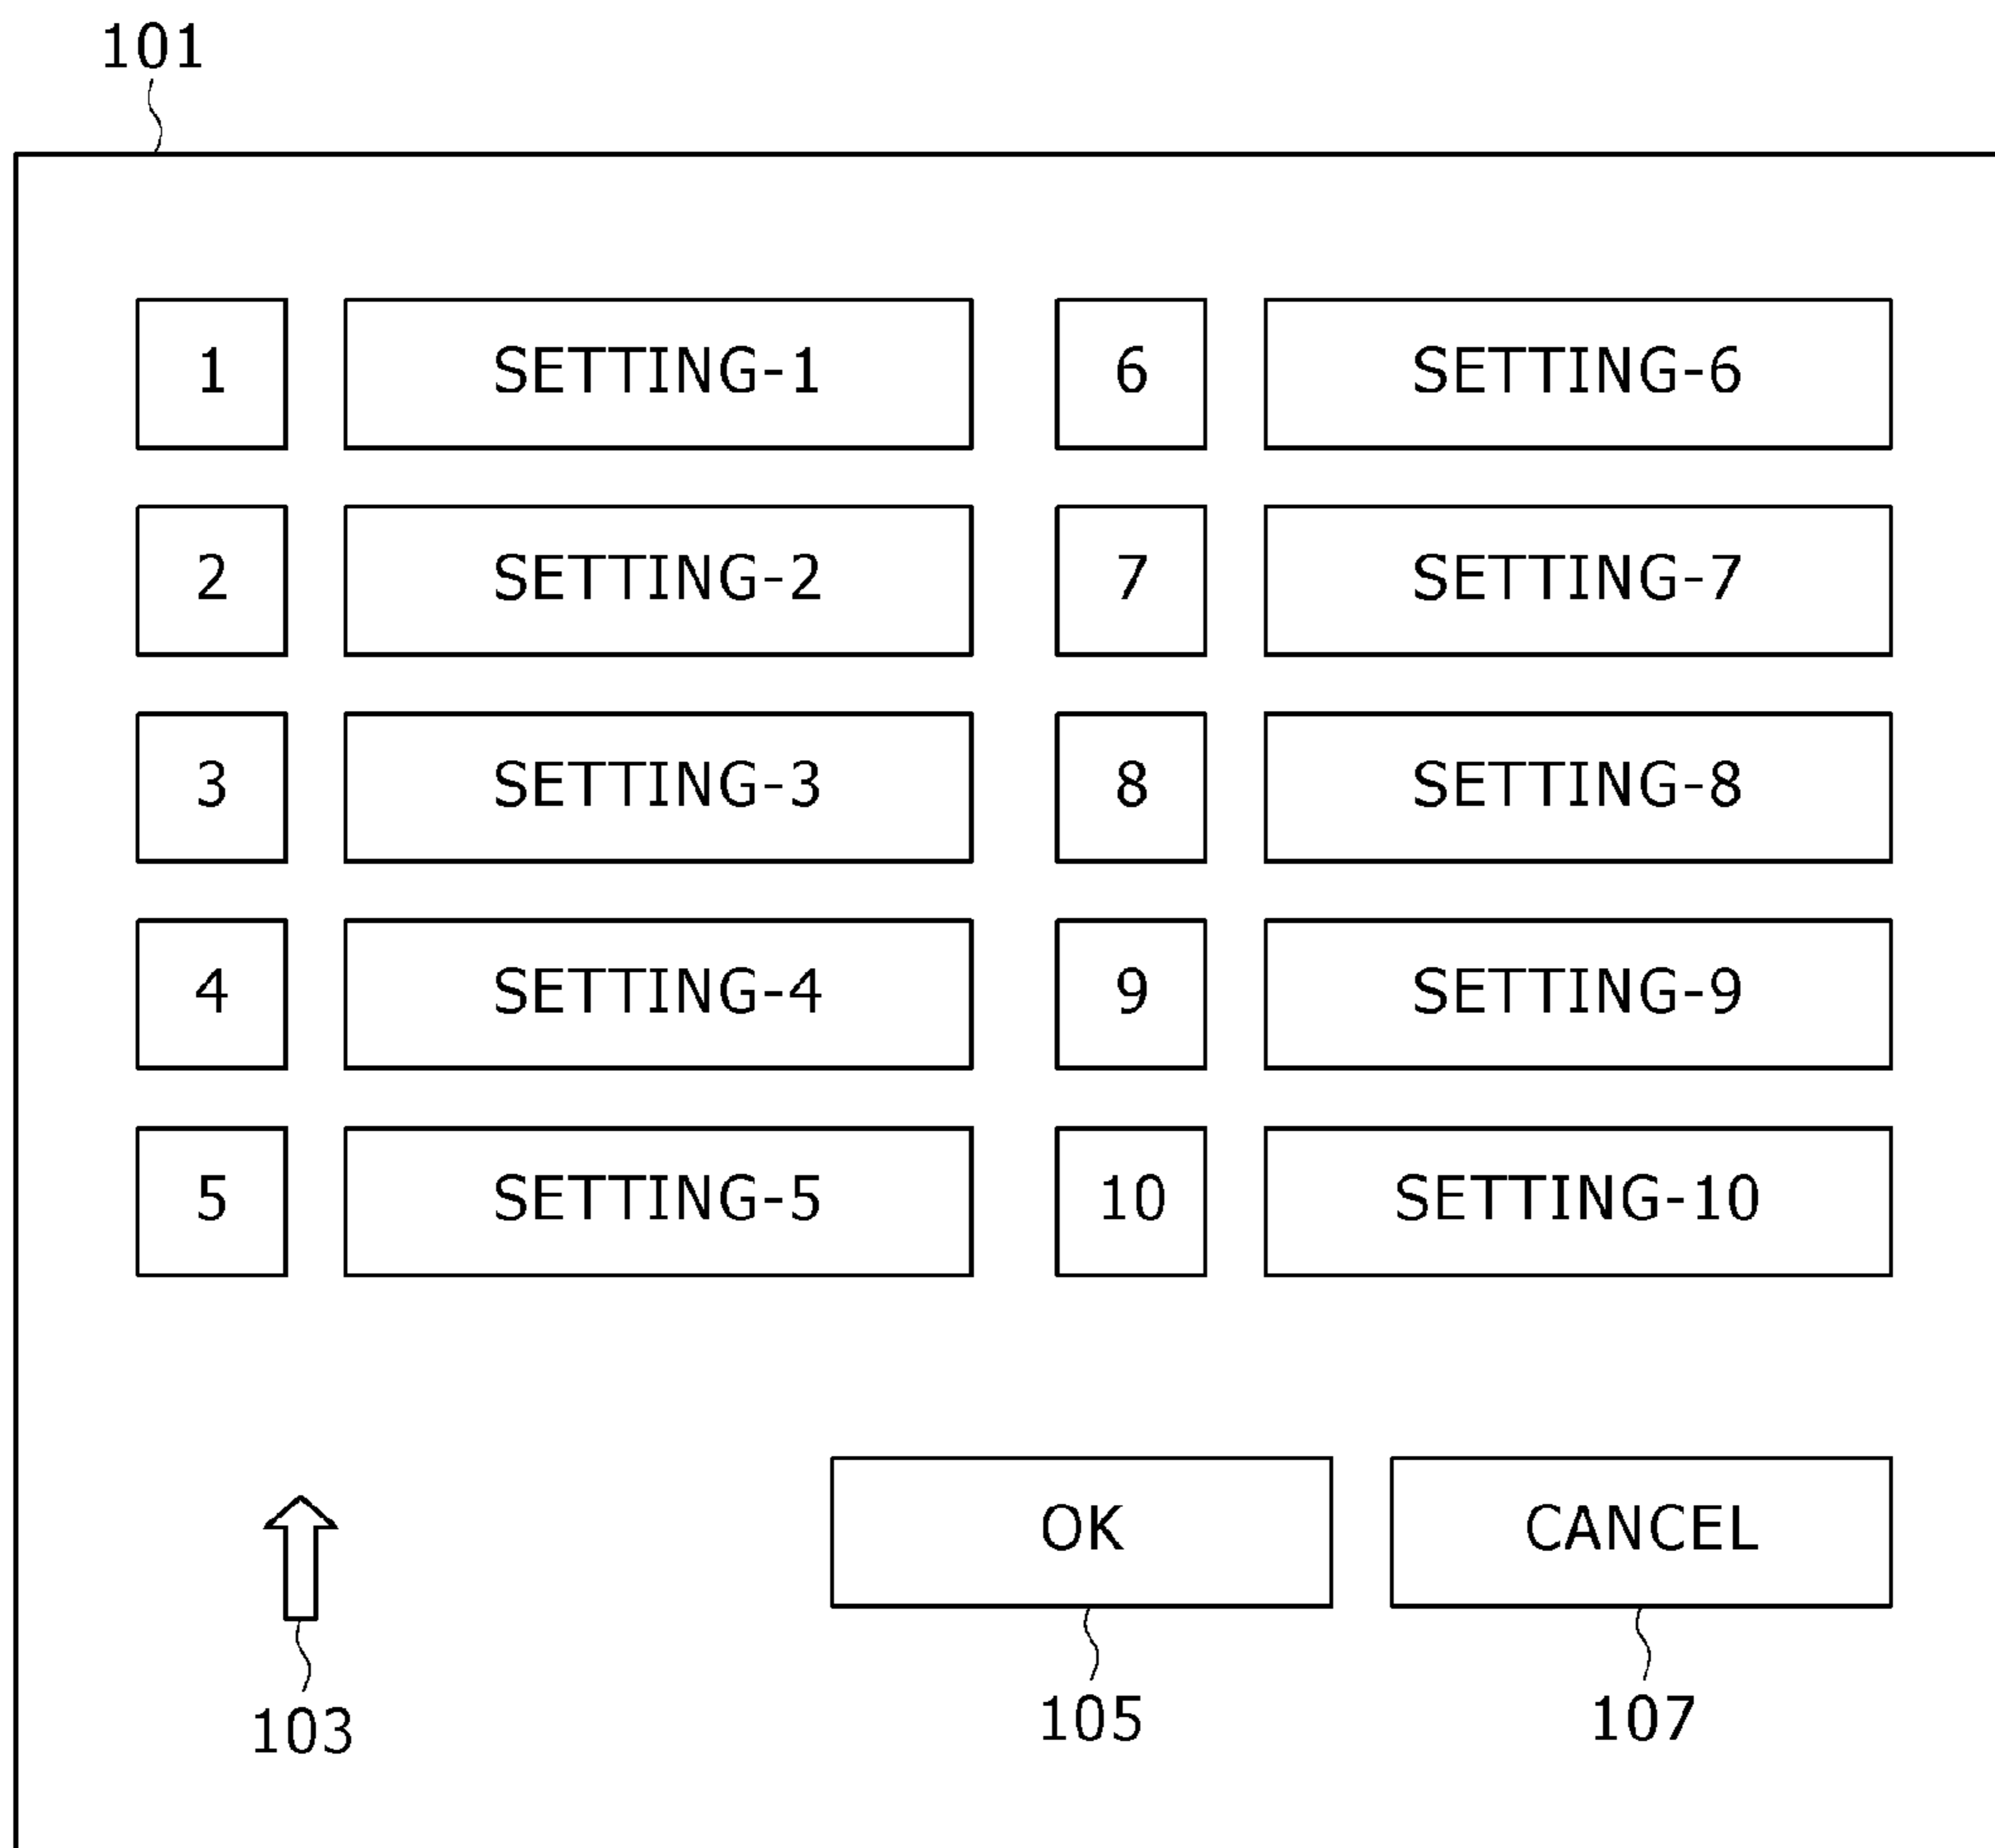 101
1 SETTING-1 6 SETTING-6
2 SETTING-2 7 SETTING-7
3 SETTING-3 8 SETTING-8
4 SETTING-4 9 SETTING-9
5 SETTING-5 10 SETTING-10
OK CANCEL
103 105 107